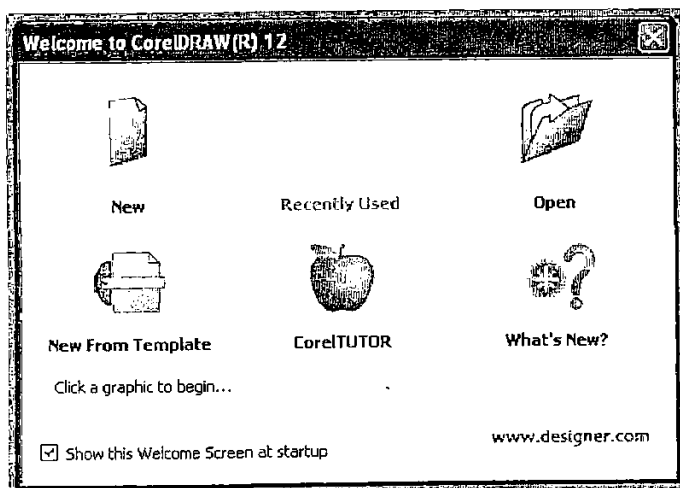 Welcome to CorelDRAW(R) 12
New Recently Used Open
New From Template CorelTUTOR What's New?
Click a graphic to begin...
www.designer.com
Show this Welcome Screen at startup